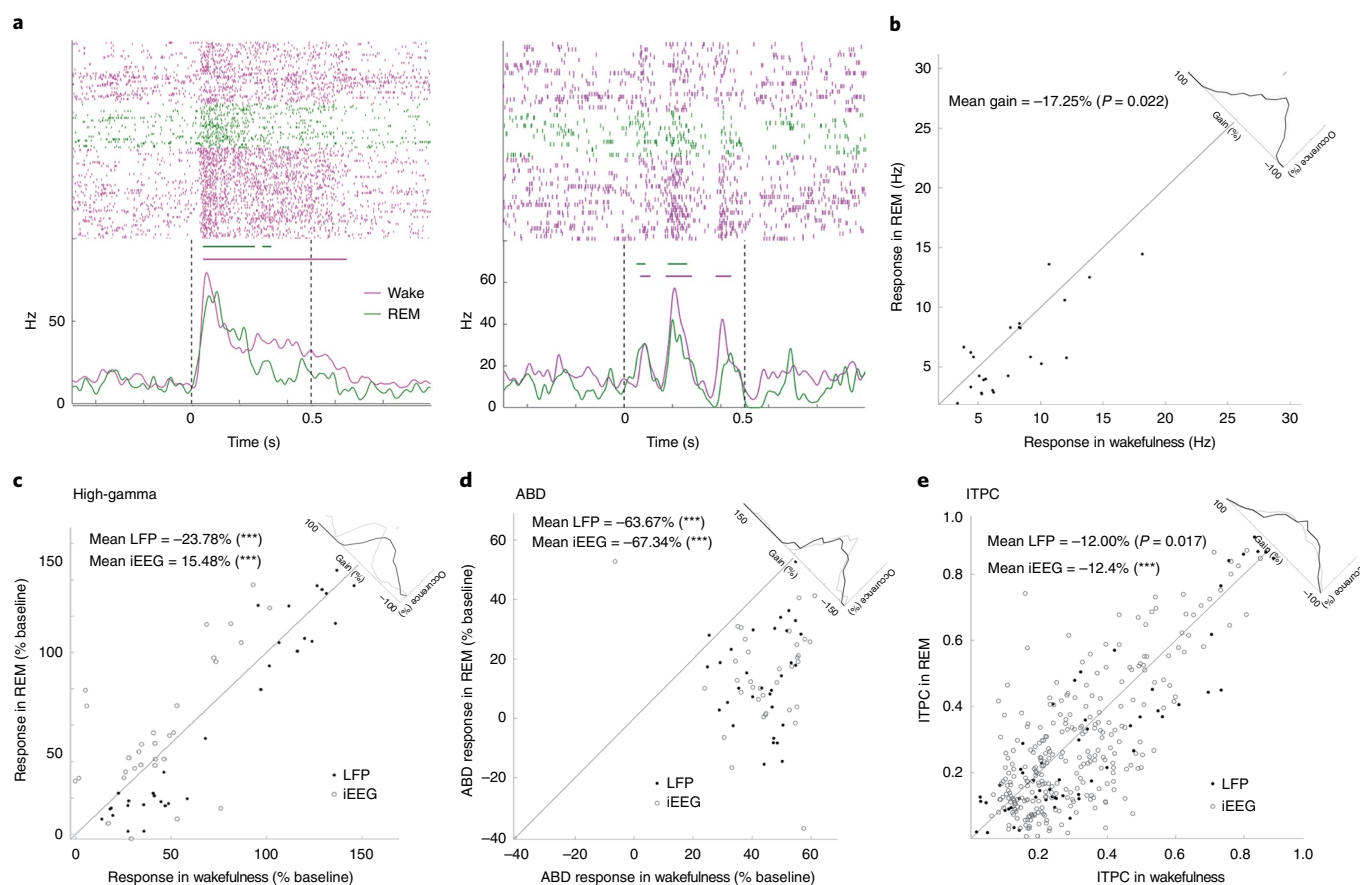 a
Hz
50
0
Wake
REM
0
0.5
Time (s)
Hz
60
40
20
0
0
0.5
Time (s)
b
Mean gain = –17.25% (P = 0.022)
Response in REM (Hz)
30
25
20
15
10
5
5
10
15
20
25
30
Response in wakefulness (Hz)
100
Gain (%)
–100
Occurence (%)
c
High-gamma
Mean LFP = –23.78% (***)
Mean iEEG = 15.48% (***)
Response in REM (% baseline)
150
100
50
0
0
50
100
150
Response in wakefulness (% baseline)
LFP
iEEG
100
Gain (%)
–100
Occurence (%)
d
ABD
Mean LFP = –63.67% (***)
Mean iEEG = –67.34% (***)
ABD response in REM (% baseline)
60
40
20
0
–20
–40
–40
–20
0
20
40
60
ABD response in wakefulness (% baseline)
LFP
iEEG
150
Gain (%)
–150
Occurence (%)
e
ITPC
Mean LFP = –12.00% (P = 0.017)
Mean iEEG = –12.4% (***)
ITPC in REM
1.0
0.8
0.6
0.4
0.2
0.2
0.4
0.6
0.8
1.0
ITPC in wakefulness
LFP
iEEG
100
Gain (%)
–100
Occurence (%)